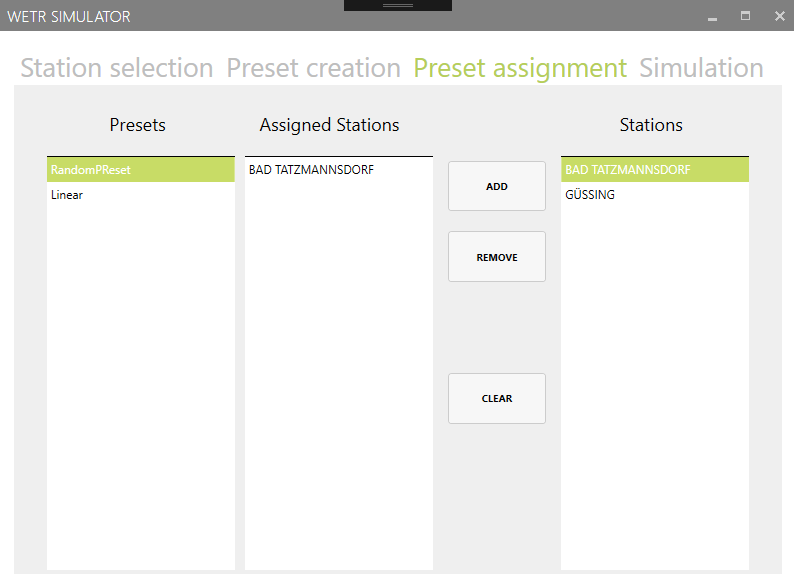 WETR SIMULATOR
Station selection Preset creation Preset assignment Simulation
Presets Assigned Stations Stations
RandomPReset BAD TATZMANNSDORF ADD BAD TATZMANNSDORF
Linear GÜSSING
REMOVE
CLEAR